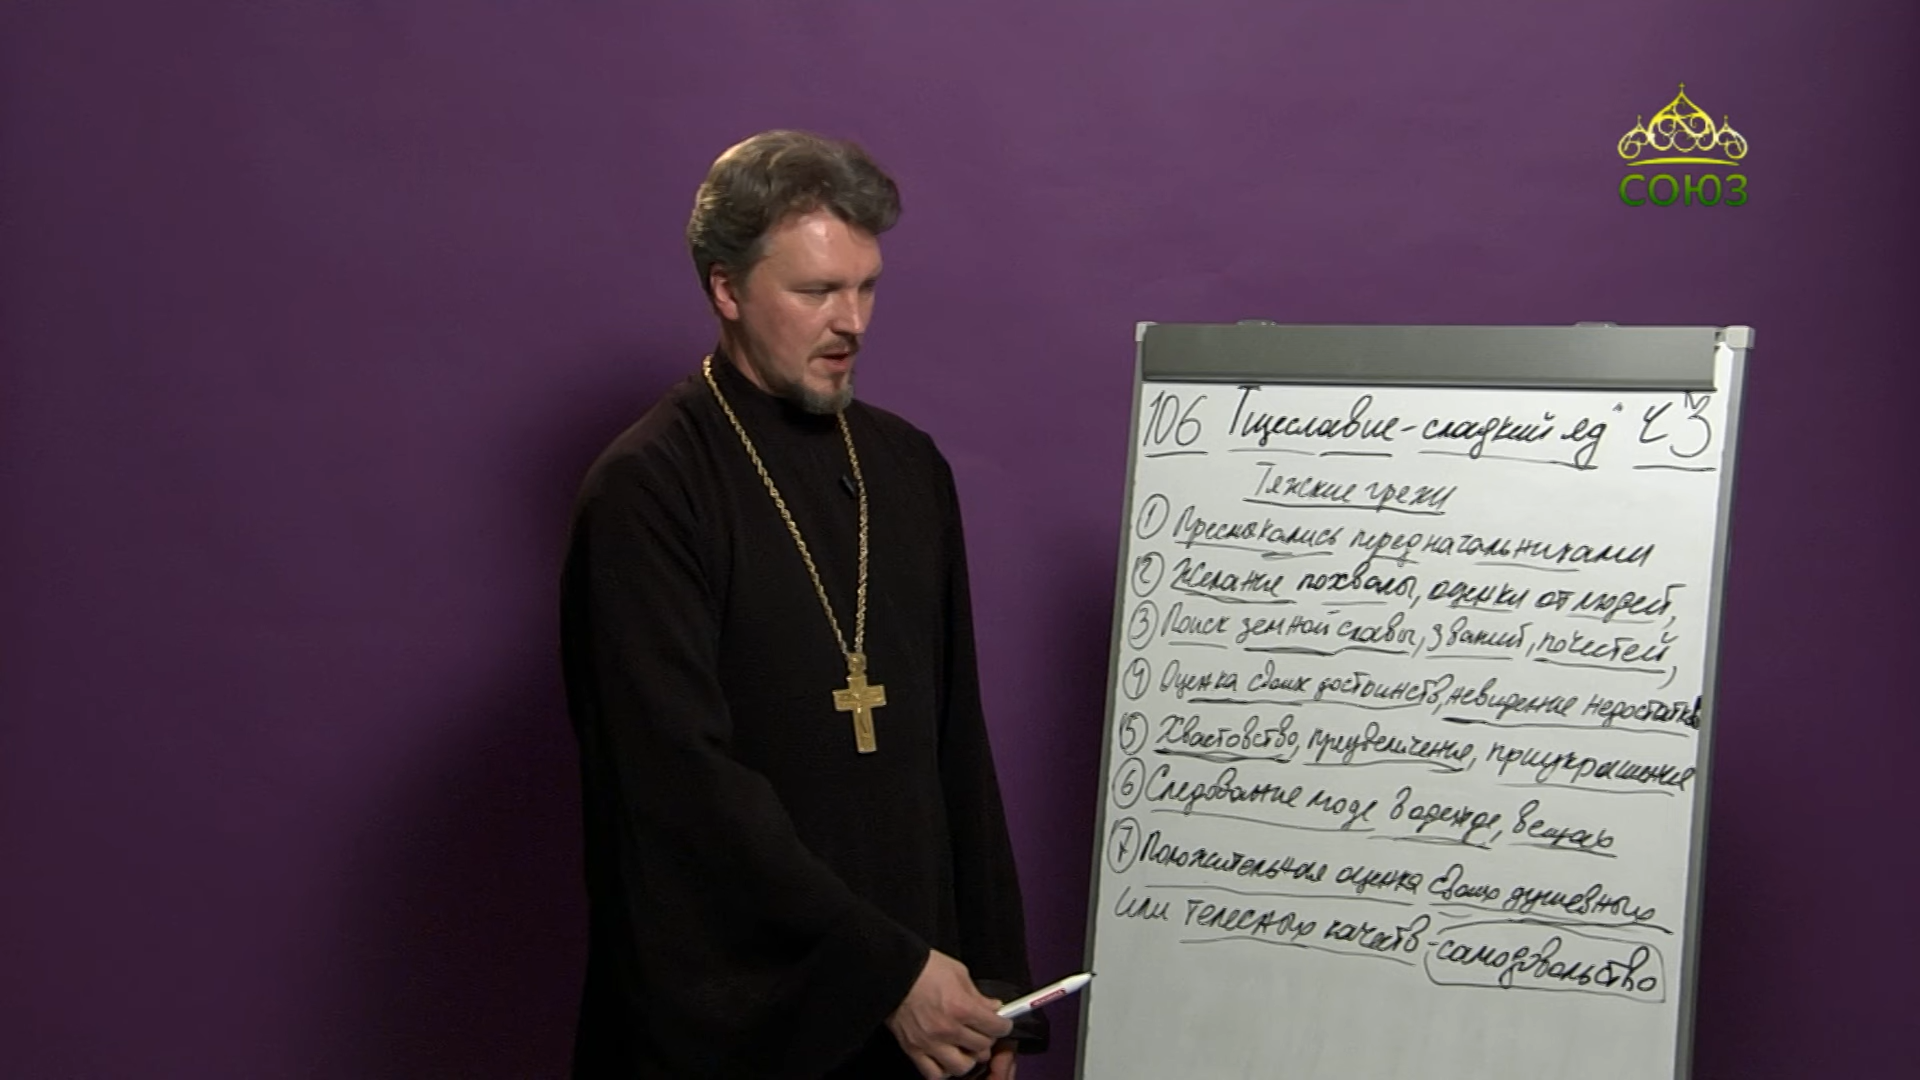 СОЮЗ
106 Тщеславие - сладкий яд" ч 3
Тяжкие грехи
① Пресмыкались перед начальниками
② Желание похвалы, оценки от людей,
③ Поиск земной славы, званий, почестей,
④ Оценка своих достоинств, невидение недостатков
⑤ Хвастовство, преувеличение, приукрашение
⑥ Следование моде в одежде, вещах
⑦ Положительная оценка своих душевных
или телесных качеств - самодовольство